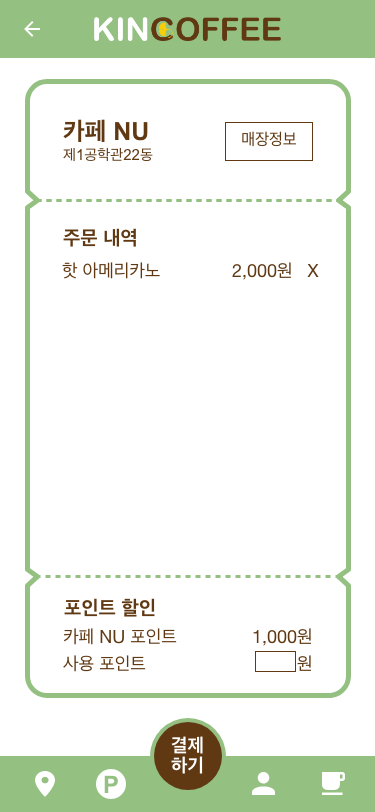 KINCOFFEE
카페 NU
제1공학관22동
매장정보
주문 내역
핫 아메리카노 2,000원 X
포인트 할인
카페 NU 포인트 1,000원
사용 포인트 원
결제
하기
P